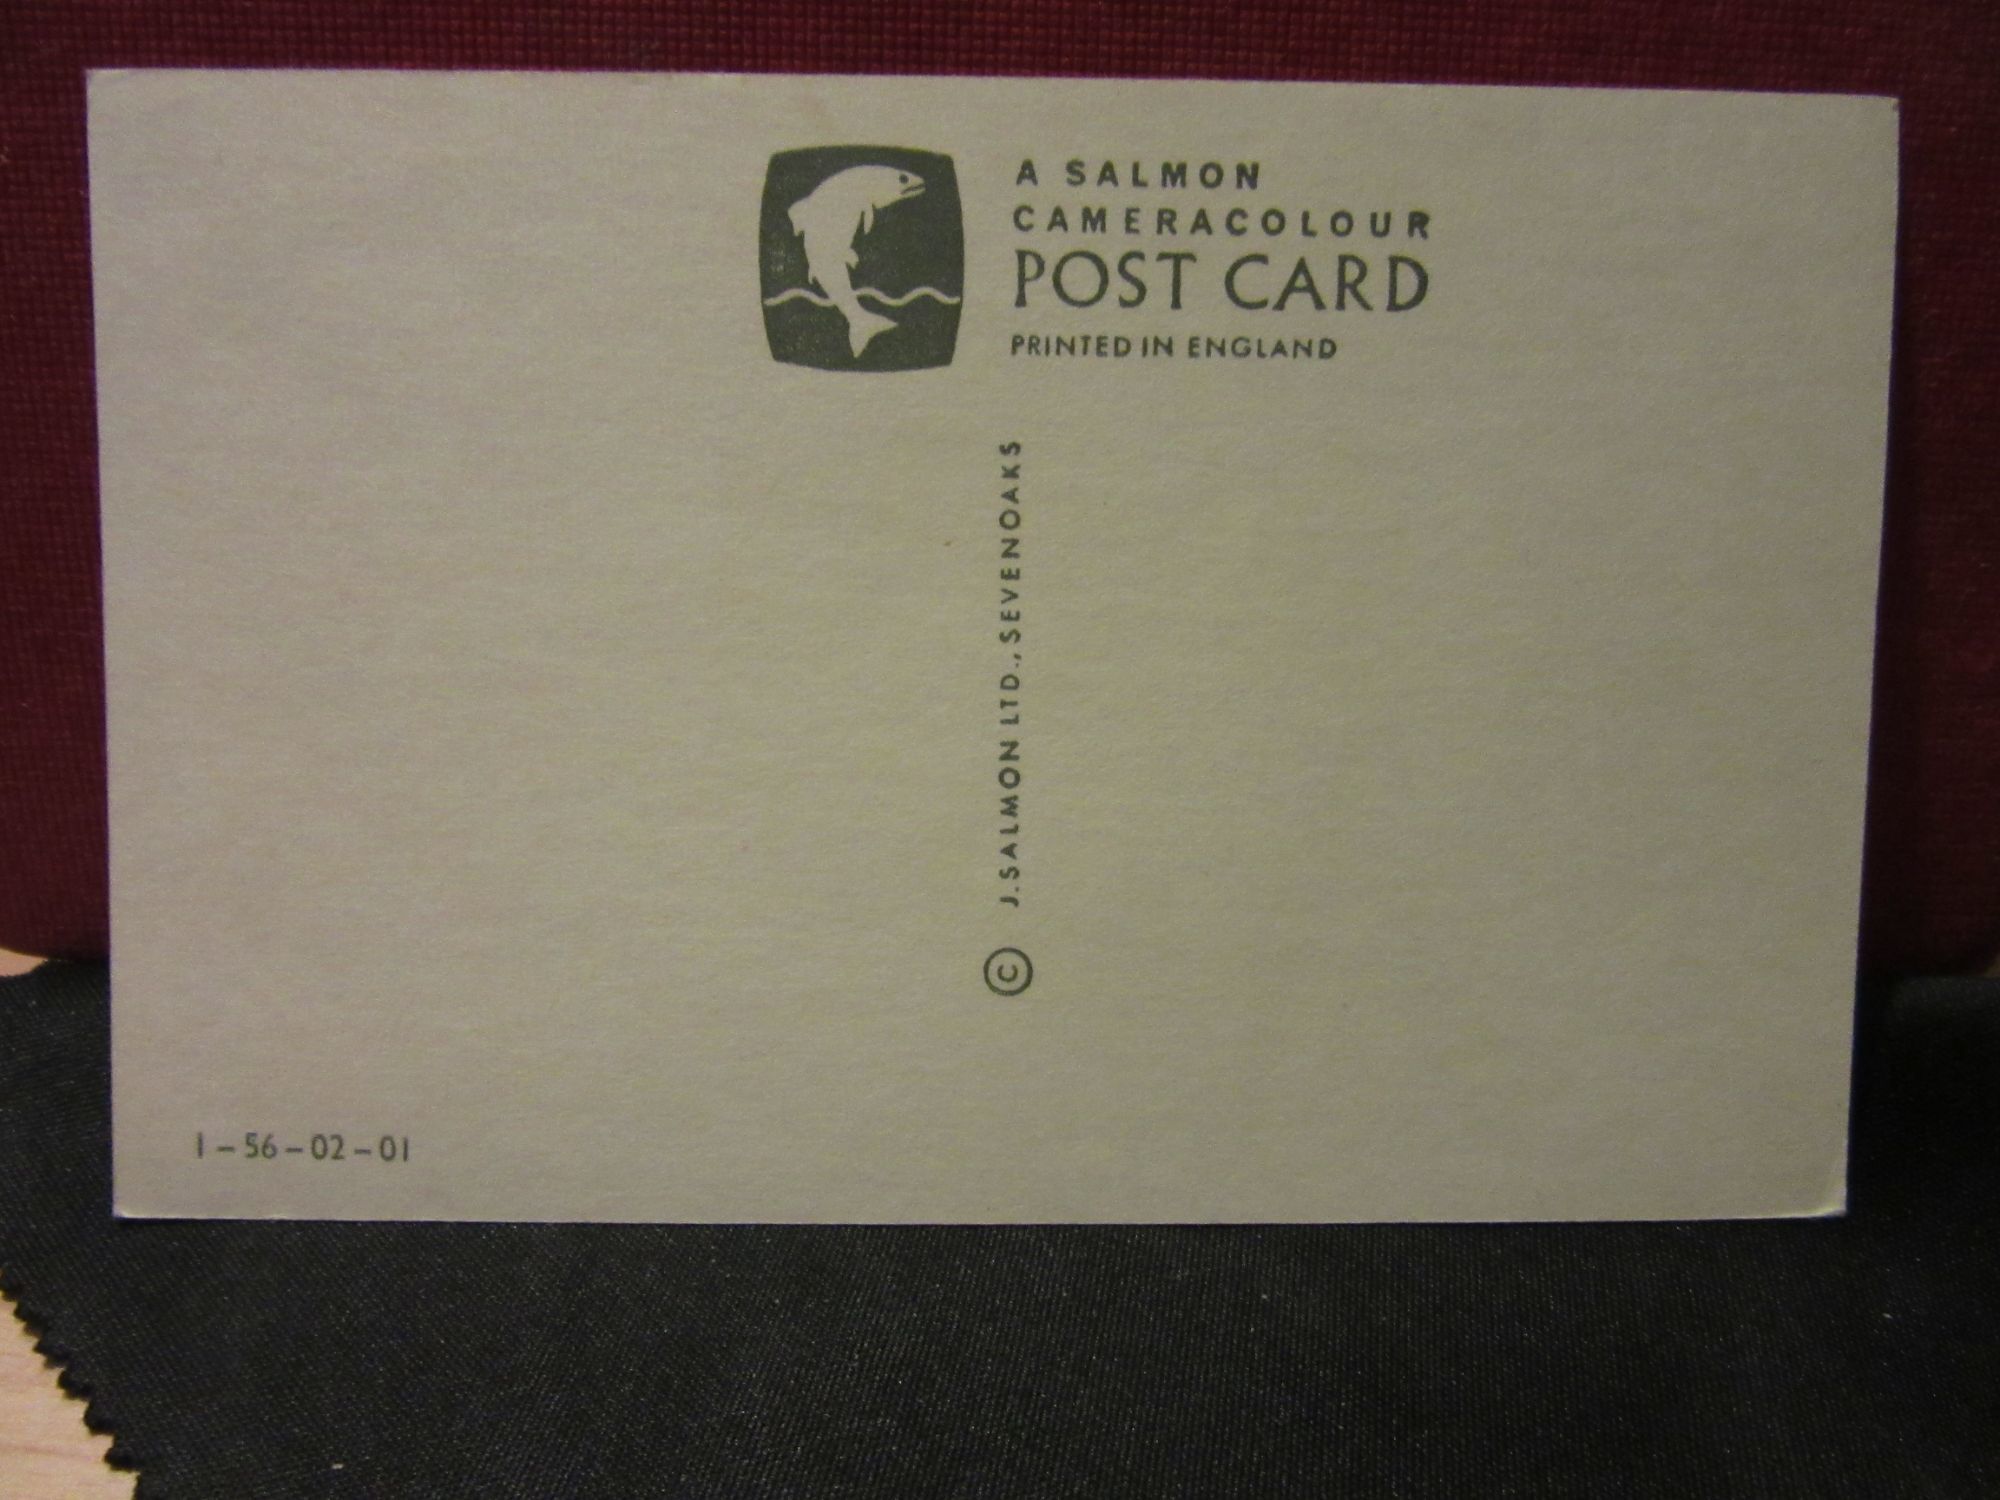 A SALMON
CAMERACOLOUR
POST CARD
PRINTED IN ENGLAND
© J. SALMON LTD., SEVENOAKS
1-56-02-01